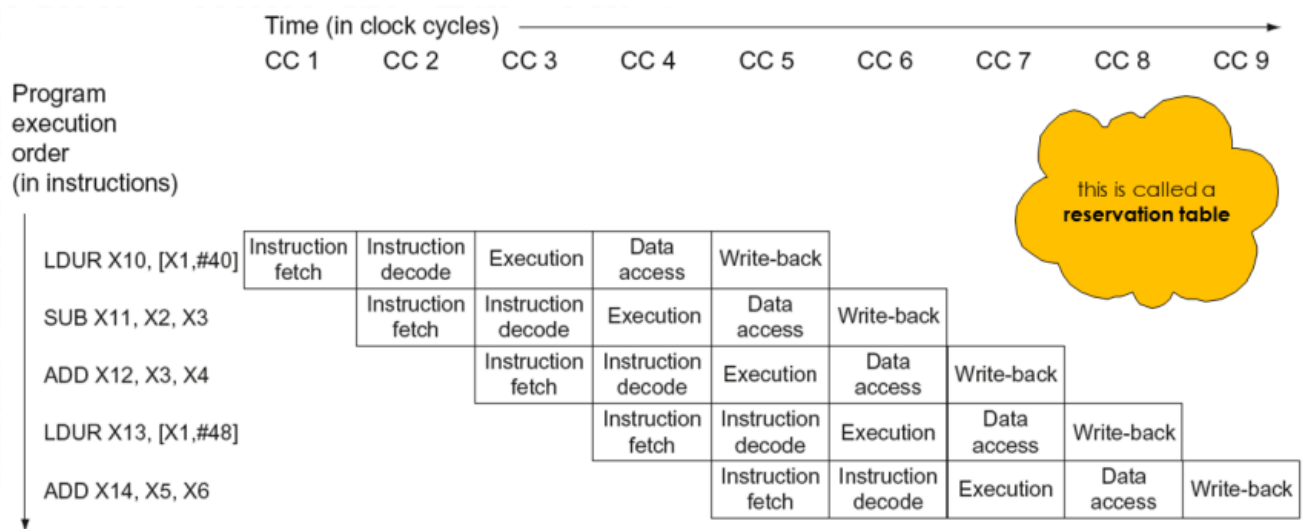 Time (in clock cycles)
CC 1 CC 2 CC 3 CC 4 CC 5 CC 6 CC 7 CC 8 CC 9
Program
execution
order
(in instructions)
this is called a
reservation table
LDUR X10, [X1,#40] Instruction fetch Instruction decode Execution Data access Write-back
SUB X11, X2, X3 Instruction fetch Instruction decode Execution Data access Write-back
ADD X12, X3, X4 Instruction fetch Instruction decode Execution Data access Write-back
LDUR X13, [X1,#48] Instruction fetch Instruction decode Execution Data access Write-back
ADD X14, X5, X6 Instruction fetch Instruction decode Execution Data access Write-back